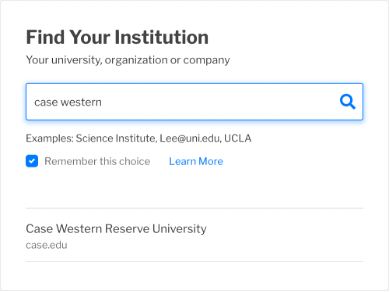 Find Your Institution
Your university, organization or company
case western
Examples: Science Institute, Lee@uni.edu, UCLA
Remember this choice Learn More
Case Western Reserve University
case.edu